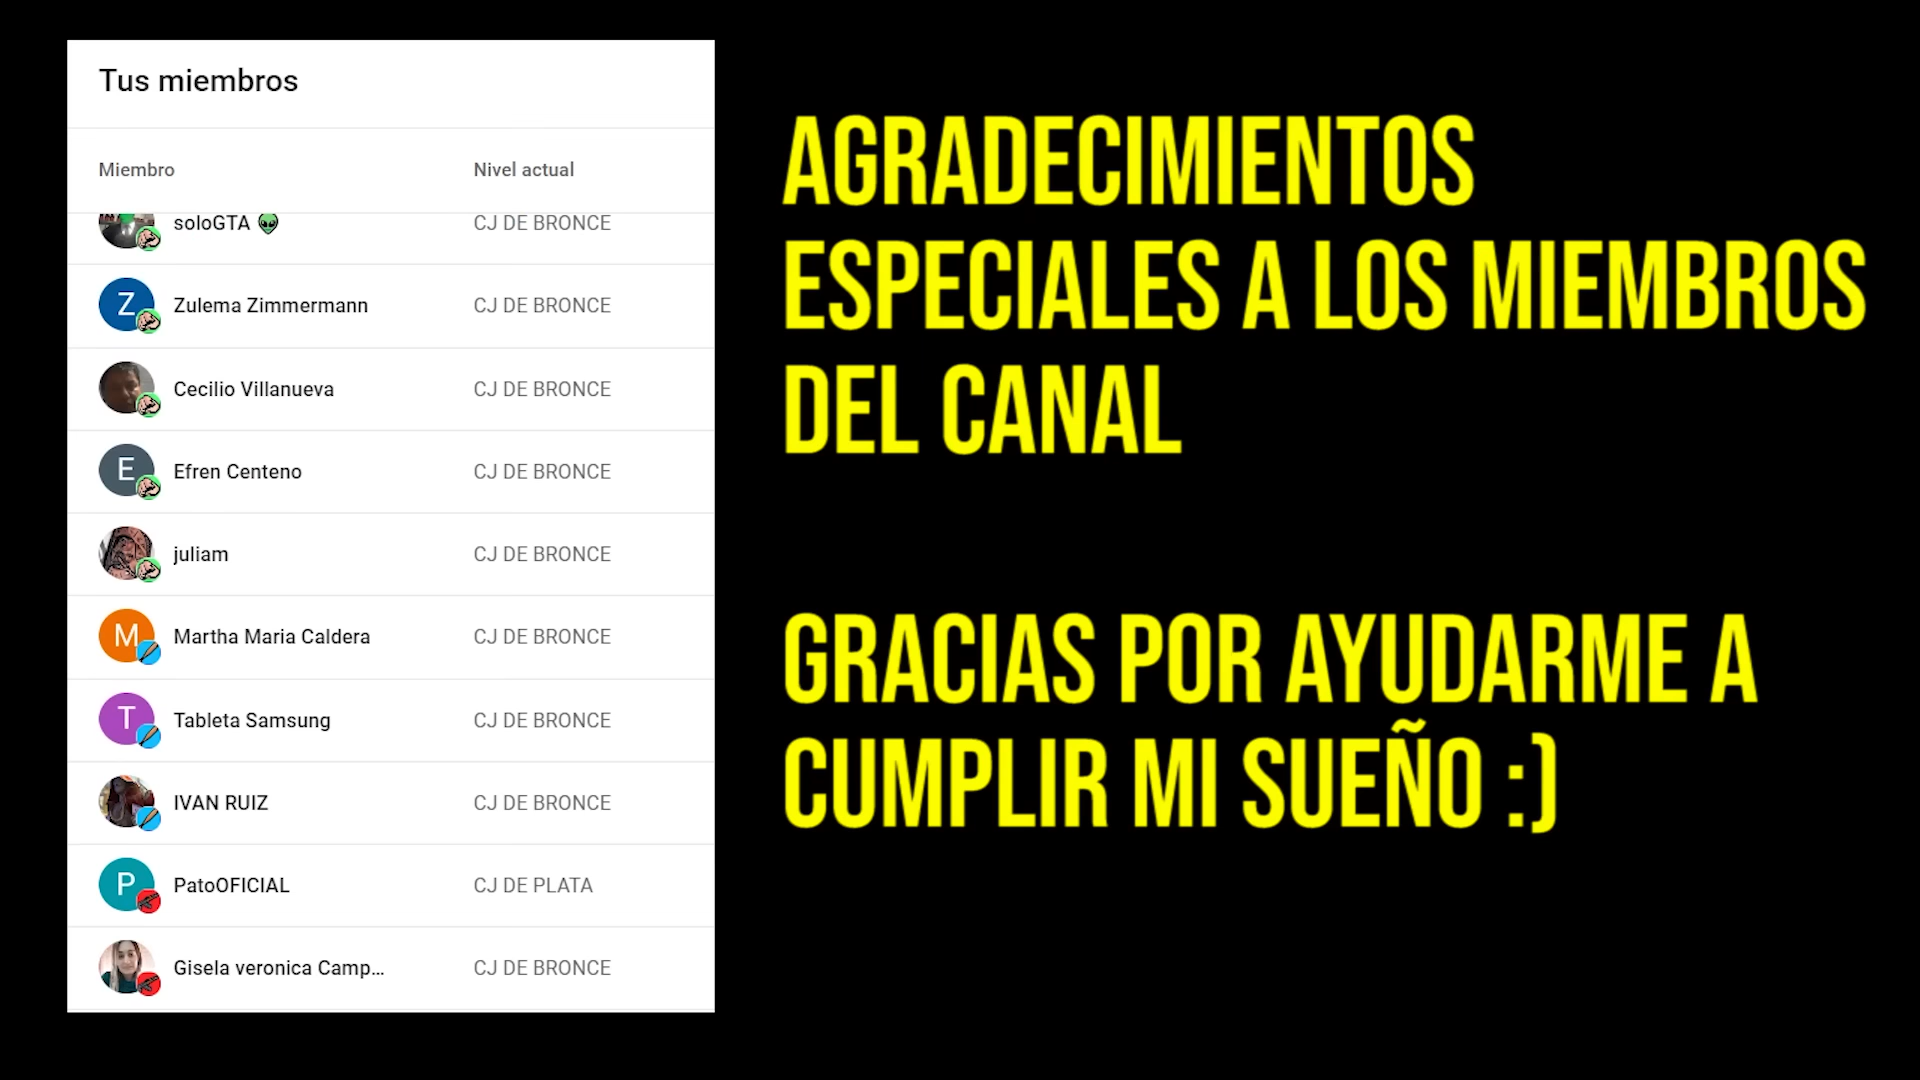 Tus miembros
Miembro Nivel actual
soloGTA 👽 CJ DE BRONCE
Z Zulema Zimmermann CJ DE BRONCE
Cecilio Villanueva CJ DE BRONCE
E Efren Centeno CJ DE BRONCE
juliam CJ DE BRONCE
M Martha Maria Caldera CJ DE BRONCE
T Tableta Samsung CJ DE BRONCE
IVAN RUIZ CJ DE BRONCE
P PatoOFICIAL CJ DE PLATA
Gisela veronica Camp... CJ DE BRONCE
AGRADECIMIENTOS
ESPECIALES A LOS MIEMBROS
DEL CANAL
GRACIAS POR AYUDARME A
CUMPLIR MI SUEÑO :)